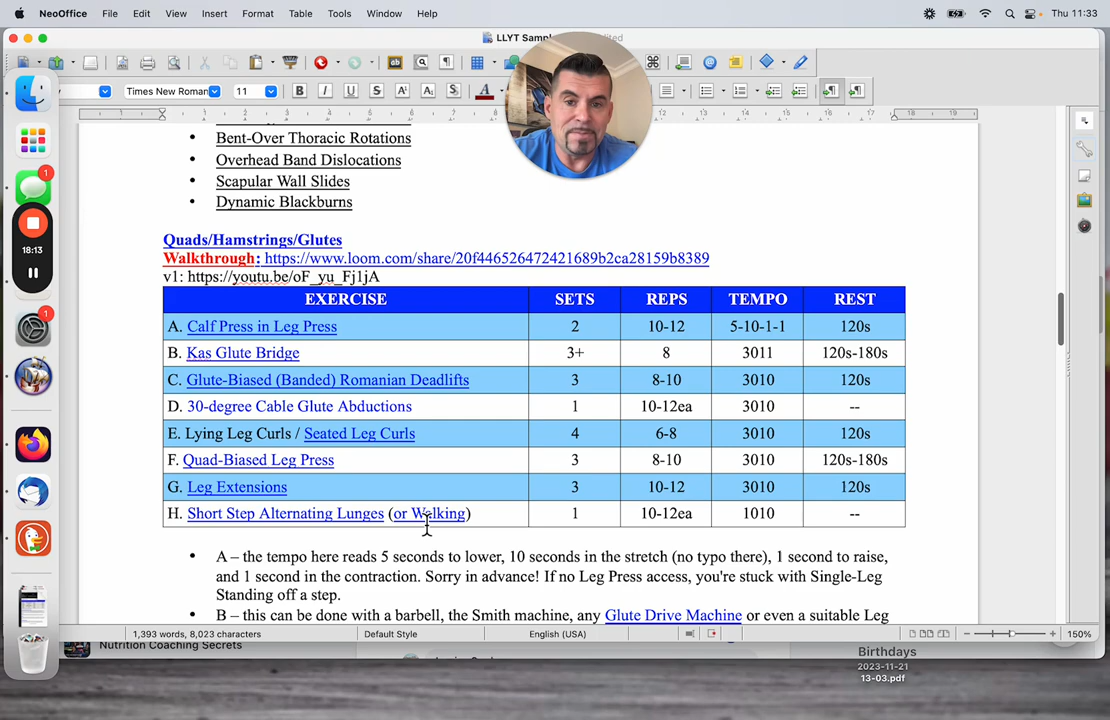 NeoOffice File Edit View Insert Format Table Tools Window Help Thu 11:33
LLYT Samp
Times New Roman 11
Bent-Over Thoracic Rotations
Overhead Band Dislocations
Scapular Wall Slides
Dynamic Blackburns
Quads/Hamstrings/Glutes
Walkthrough: https://www.loom.com/share/20f446526472421689b2ca28159b8389
v1: https://youtu.be/oF_yu_Fj1jA
EXERCISE SETS REPS TEMPO REST
A. Calf Press in Leg Press 2 10-12 5-10-1-1 120s
B. Kas Glute Bridge 3+ 8 3011 120s-180s
C. Glute-Biased (Banded) Romanian Deadlifts 3 8-10 3010 120s
D. 30-degree Cable Glute Abductions 1 10-12ea 3010 --
E. Lying Leg Curls / Seated Leg Curls 4 6-8 3010 120s
F. Quad-Biased Leg Press 3 8-10 3010 120s-180s
G. Leg Extensions 3 10-12 3010 120s
H. Short Step Alternating Lunges (or Walking) 1 10-12ea 1010 --
A – the tempo here reads 5 seconds to lower, 10 seconds in the stretch (no typo there), 1 second to raise,
and 1 second in the contraction. Sorry in advance! If no Leg Press access, you're stuck with Single-Leg
Standing off a step.
B – this can be done with a barbell, the Smith machine, any Glute Drive Machine or even a suitable Leg
1,393 words, 8,023 characters Default Style English (USA) 150%
Nutrition Coaching Secrets
Birthdays
2023-11-21
13-03.pdf
18:13
1
1